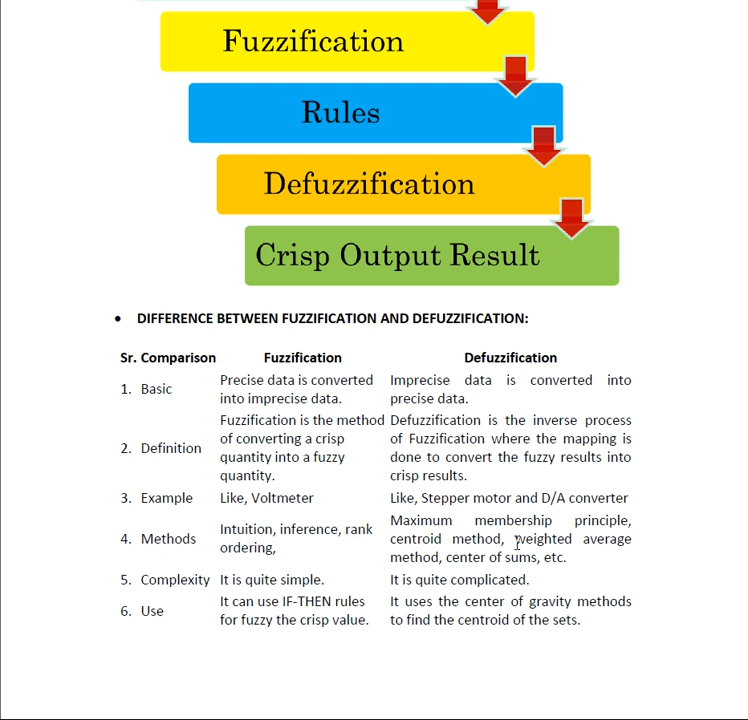 Fuzzification
Rules
Defuzzification
Crisp Output Result
• DIFFERENCE BETWEEN FUZZIFICATION AND DEFUZZIFICATION:
Sr. Comparison Fuzzification Defuzzification
1. Basic
Precise data is converted
into imprecise data.
Imprecise data is converted into
precise data.
2. Definition
Fuzzification is the method
of converting a crisp
quantity into a fuzzy
quantity.
Defuzzification is the inverse process
of Fuzzification where the mapping is
done to convert the fuzzy results into
crisp results.
3. Example
Like, Voltmeter
Like, Stepper motor and D/A converter
4. Methods
Intuition, inference, rank
ordering,
Maximum membership principle,
centroid method, weighted average
method, center of sums, etc.
5. Complexity
It is quite simple.
It is quite complicated.
6. Use
It can use IF-THEN rules
for fuzzy the crisp value.
It uses the center of gravity methods
to find the centroid of the sets.